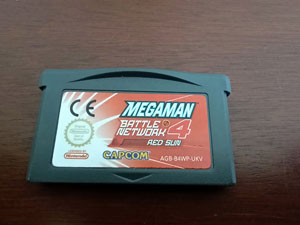 CE
MEGAMAN
BATTLE
NETWORK 4
RED SUN
Nintendo
CAPCOM
AGB-B4WP-UKV